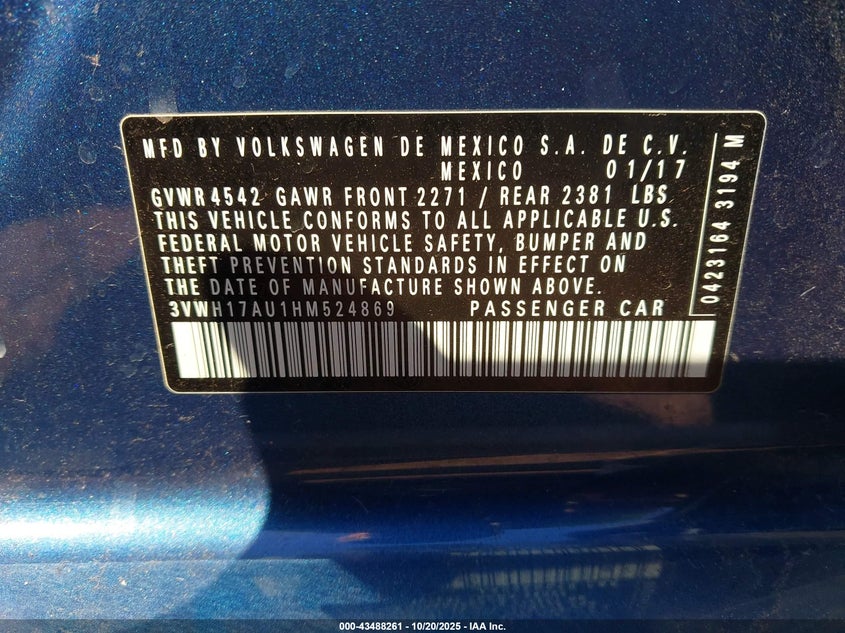 MFD BY VOLKSWAGEN DE MEXICO S.A. DE C.V.
MEXICO 01/17
GVWR 4542 GAWR FRONT 2271 / REAR 2381 LBS
THIS VEHICLE CONFORMS TO ALL APPLICABLE U.S.
FEDERAL MOTOR VEHICLE SAFETY, BUMPER AND
THEFT PREVENTION STANDARDS IN EFFECT ON
THE DATE OF MANUFACTURE SHOWN ABOVE.
3VWH17AU1HM524869 PASSENGER CAR
0423164 3194 M
000-43488261 - 10/20/2025 - IAA Inc.